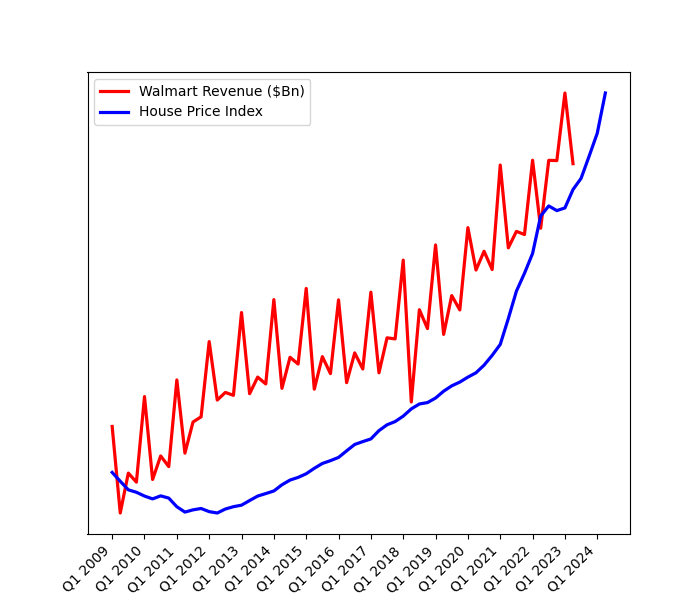 Walmart Revenue ($Bn)
House Price Index
Q1 2009
Q1 2010
Q1 2011
Q1 2012
Q1 2013
Q1 2014
Q1 2015
Q1 2016
Q1 2017
Q1 2018
Q1 2019
Q1 2020
Q1 2021
Q1 2022
Q1 2023
Q1 2024